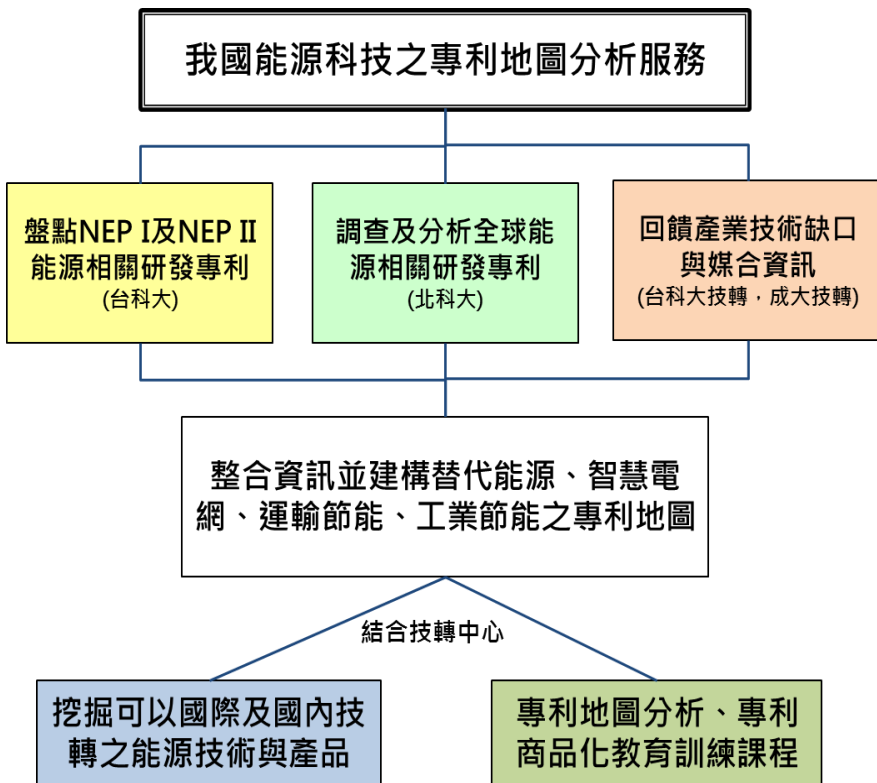 我國能源科技之專利地圖分析服務
盤點NEP I及NEP II
能源相關研發專利
(台科大)
調查及分析全球能
源相關研發專利
(北科大)
回饋產業技術缺口
與媒合資訊
(台科大技轉，成大技轉)
整合資訊並建構替代能源、智慧電
網、運輸節能、工業節能之專利地圖
結合技轉中心
挖掘可以國際及國內技
轉之能源技術與產品
專利地圖分析、專利
商品化教育訓練課程